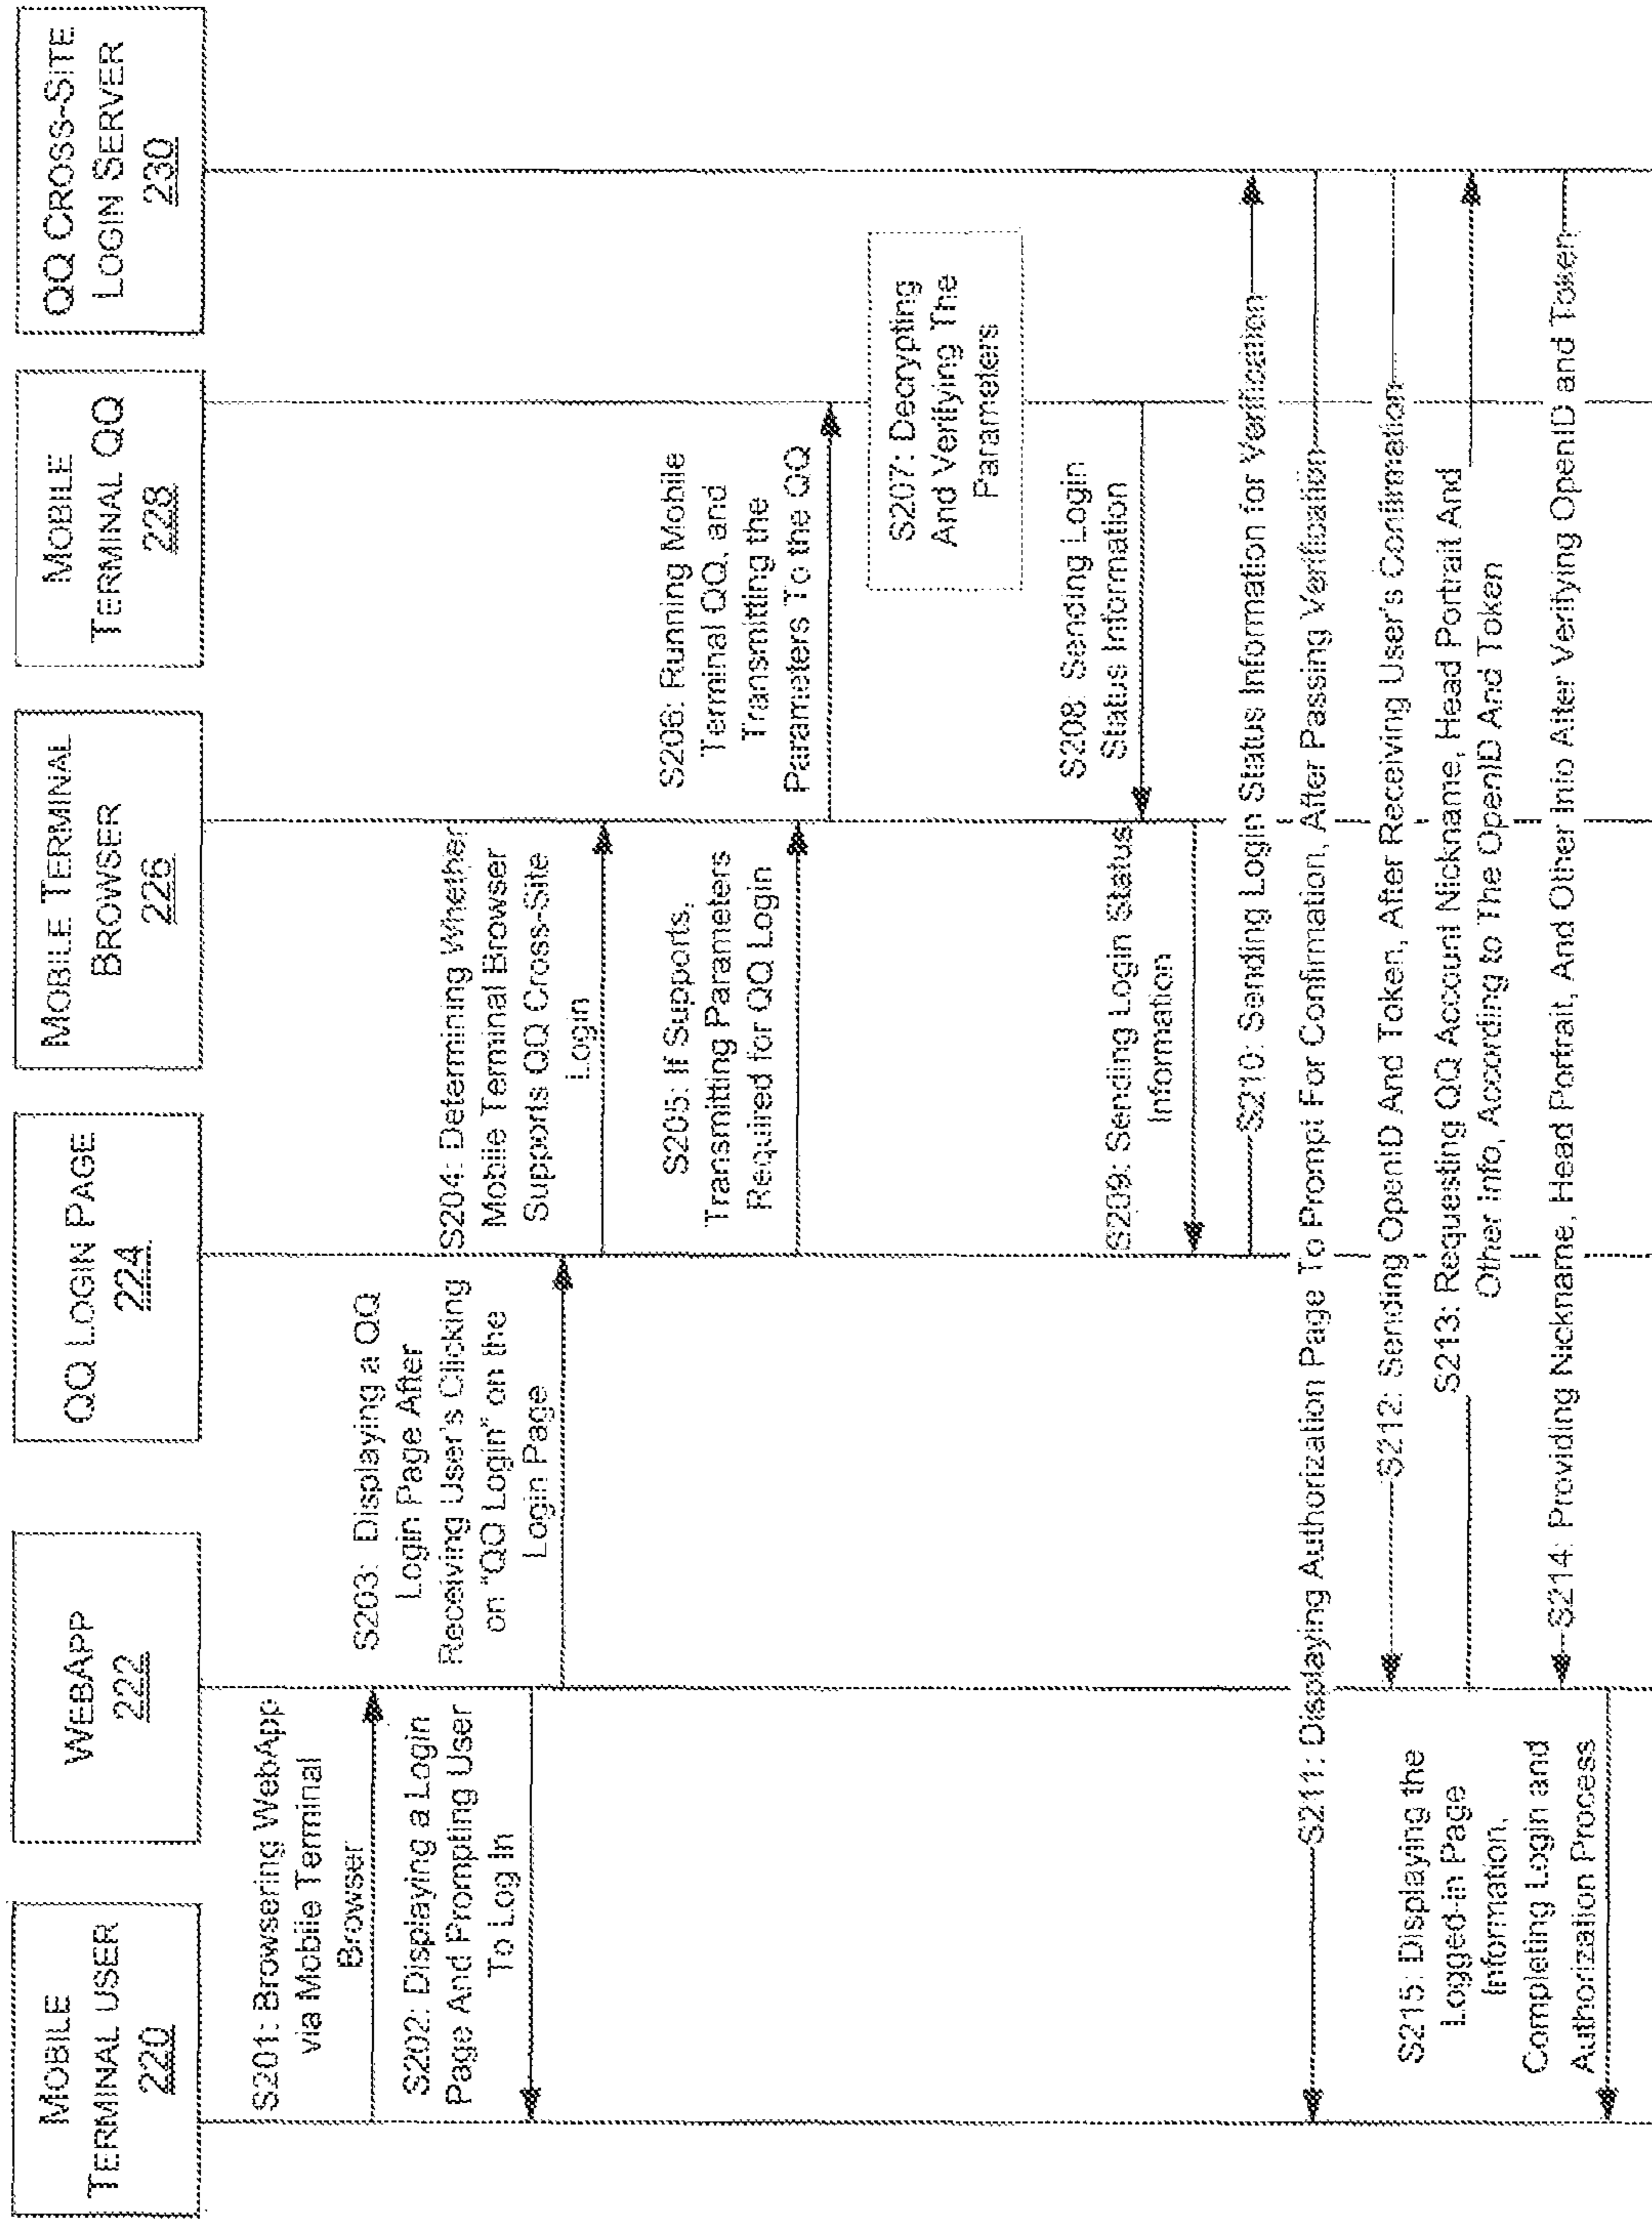 MOBILE
TERMINAL USER
220
WEBAPP
222
QQ LOGIN PAGE
224
MOBILE TERMINAL
BROWSER
226
MOBILE
TERMINAL QQ
228
QQ CROSS-SITE
LOGIN SERVER
230
S201: Browsering WebApp
via Mobile Terminal
Browser
S202: Displaying a Login
Page And Prompting User
To Log In
S203: Displaying a QQ
Login Page After
Receiving User's Clicking
on "QQ Login" on the
Login Page
S204: Determining Whether
Mobile Terminal Browser
Supports QQ Cross-Site
Login
S205: If Supports,
Transmitting Parameters
Required for QQ Login
S206: Running Mobile
Terminal QQ, and
Transmitting the
Parameters To the QQ
S207: Decrypting
And Verifying The
Parameters
S208: Sending Login
Status Information
S209: Sending Login Status
Information
S210: Sending Login Status Information for Verification
S211: Displaying Authorization Page To Prompt For Confirmation, After Passing Verification
S212: Sending OpenID And Token, After Receiving User's Confirmation
S213: Requesting QQ Account Nickname, Head Portrait And
Other Info, According to The OpenID And Token
S214: Providing Nickname, Head Portrait, And Other Info After Verifying OpenID and Token
S215: Displaying the
Logged-in Page
Information,
Completing Login and
Authorization Process